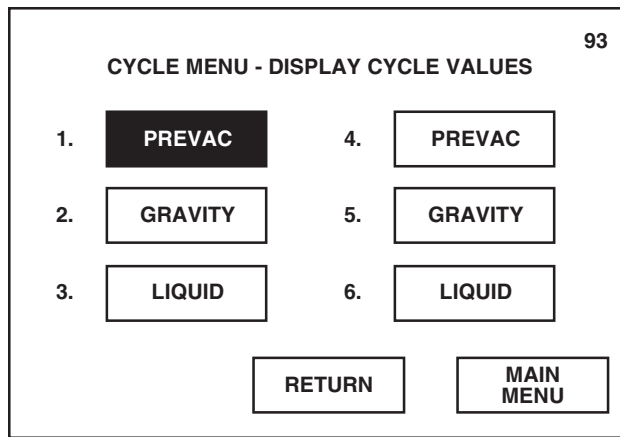 93
CYCLE MENU - DISPLAY CYCLE VALUES
1. PREVAC 4. PREVAC
2. GRAVITY 5. GRAVITY
3. LIQUID 6. LIQUID
RETURN MAIN
MENU